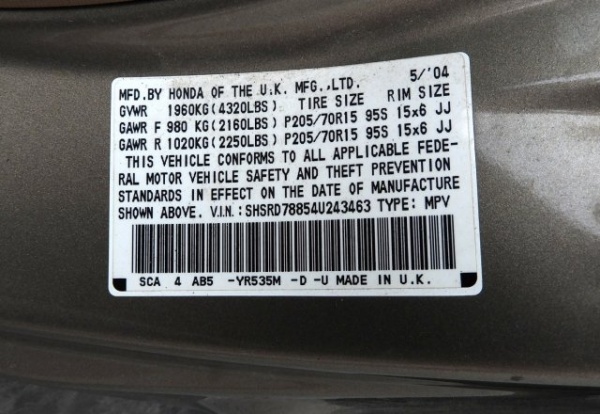 MFD.BY HONDA OF THE U.K. MFG.,LTD. 5/'04
GVWR 1960KG(4320LBS) TIRE SIZE RIM SIZE
GAWR F 980 KG(2160LBS) P205/70R15 95S 15x6 JJ
GAWR R 1020KG(2250LBS) P205/70R15 95S 15x6 JJ
THIS VEHICLE CONFORMS TO ALL APPLICABLE FEDE-
RAL MOTOR VEHICLE SAFETY AND THEFT PREVENTION
STANDARDS IN EFFECT ON THE DATE OF MANUFACTURE
SHOWN ABOVE. V.I.N.:SHSRD78854U243463 TYPE: MPV
SCA 4 AB5 -YR535M -D -U MADE IN U.K.